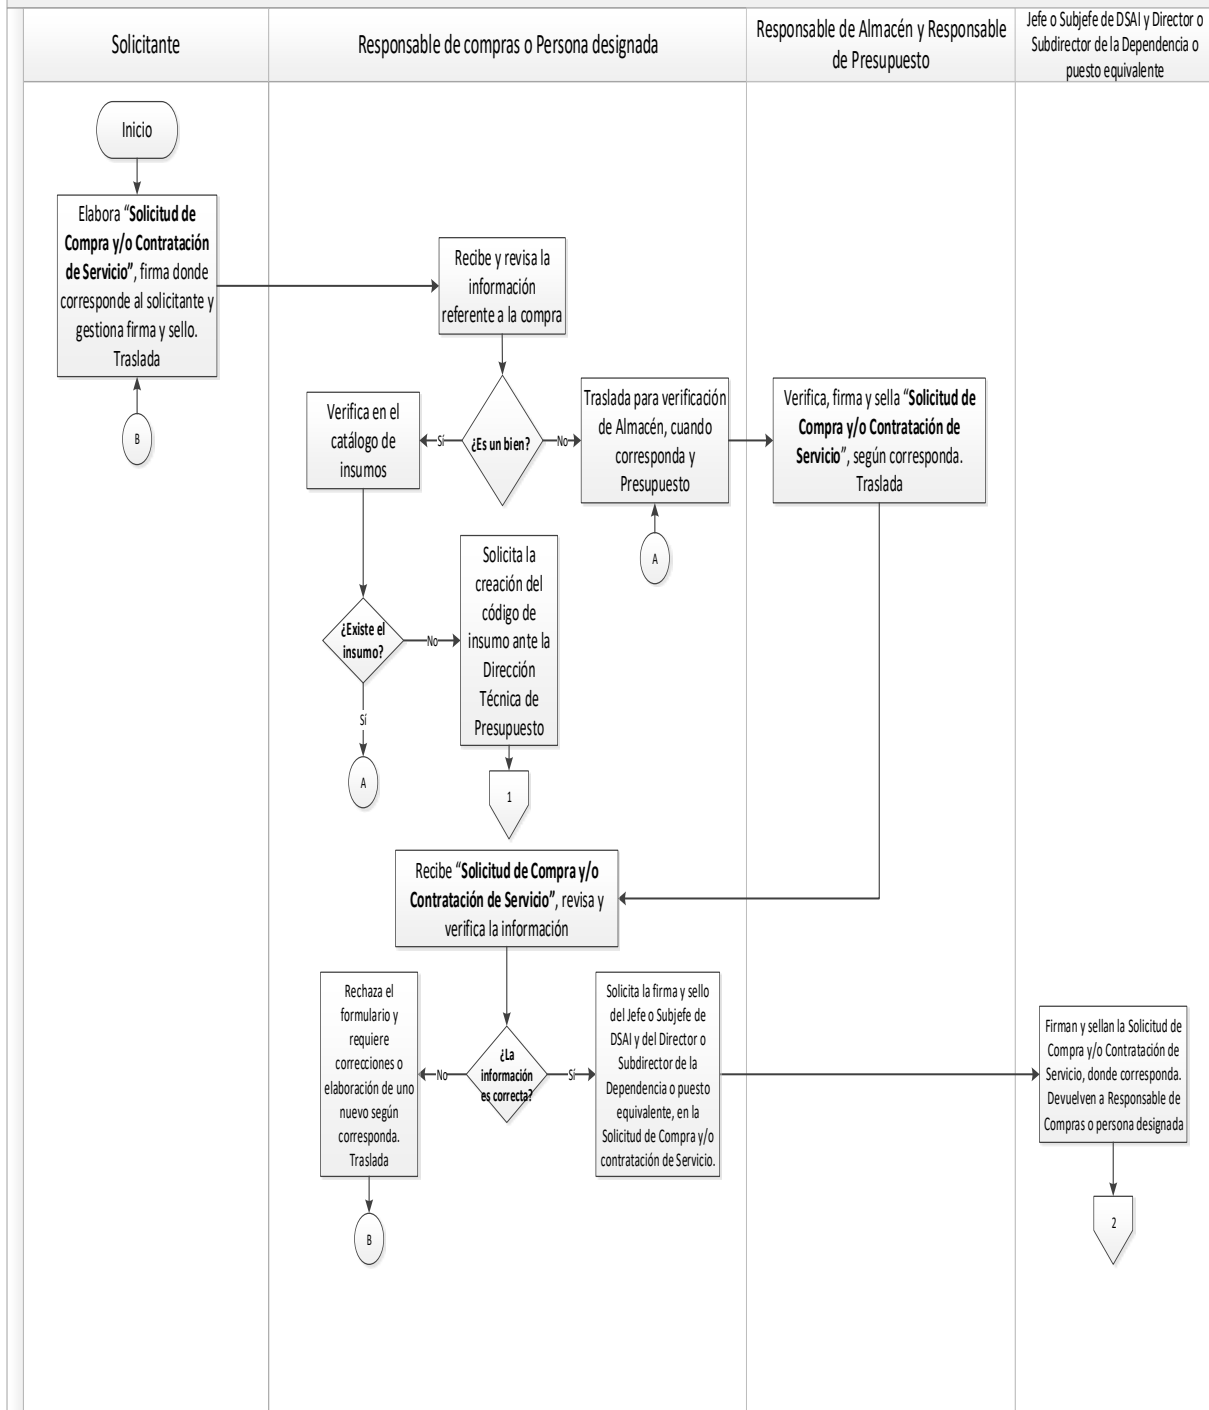 Solicitante
Responsable de compras o Persona designada
Responsable de Almacén y Responsable
de Presupuesto
Jefe o Subjefe de DSAI y Director o
Subdirector de la Dependencia o
puesto equivalente
Inicio
Elabora “Solicitud de
Compra y/o Contratación
de Servicio”, firma donde
corresponde al solicitante y
gestiona firma y sello.
Traslada
B
Recibe y revisa la
información
referente a la compra
¿Es un bien?
Sí
No
Verifica en el
catálogo de
insumos
Traslada para verificación
de Almacén, cuando
corresponda y
Presupuesto
A
Verifica, firma y sella “Solicitud de
Compra y/o Contratación de
Servicio”, según corresponda.
Traslada
¿Existe el
insumo?
No
Sí
A
Solicita la
creación del
código de
insumo ante la
Dirección
Técnica de
Presupuesto
1
Recibe “Solicitud de Compra y/o
Contratación de Servicio”, revisa y
verifica la información
¿La
información
es correcta?
No
Sí
Rechaza el
formulario y
requiere
correcciones o
elaboración de uno
nuevo según
corresponda.
Traslada
B
Solicita la firma y sello
del Jefe o Subjefe de
DSAI y del Director o
Subdirector de la
Dependencia o puesto
equivalente, en la
Solicitud de Compra y/o
contratación de Servicio.
Firman y sellan la Solicitud de
Compra y/o Contratación de
Servicio, donde corresponda.
Devuelven a Responsable de
Compras o persona designada
2